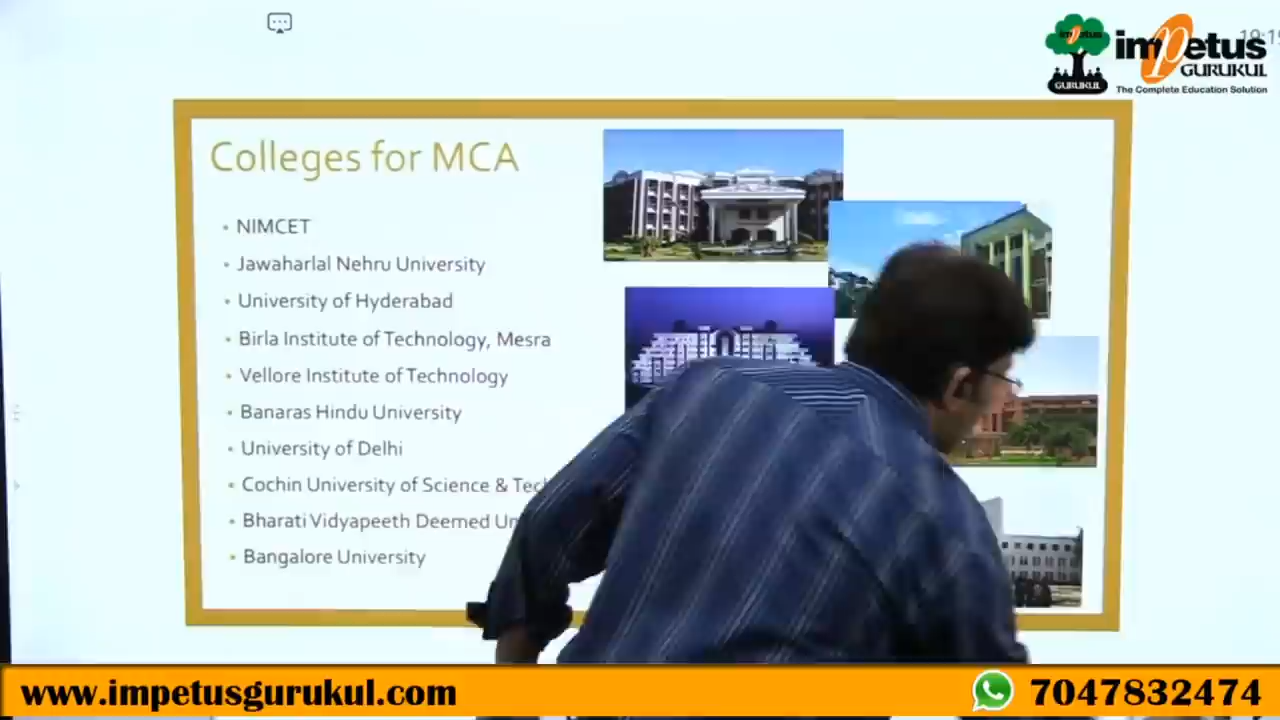 impetus
GURUKUL
impetus
GURUKUL
The Complete Education Solution
Colleges for MCA
• NIMCET
• Jawaharlal Nehru University
• University of Hyderabad
• Birla Institute of Technology, Mesra
• Vellore Institute of Technology
• Banaras Hindu University
• University of Delhi
• Cochin University of Science &
• Bharati Vidyapeeth Deemed
• Bangalore University
www.impetusgurukul.com
7047832474